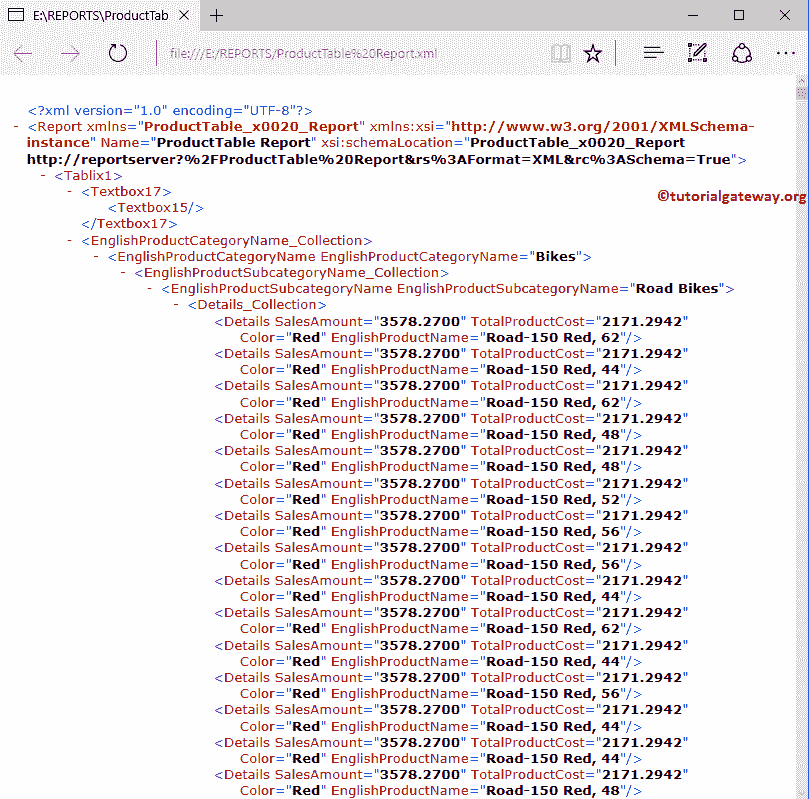 E:\REPORTS\ProductTab
file:///E:/REPORTS/ProductTable%20Report.xml
<?xml version="1.0" encoding="UTF-8"?>
- <Report xmlns="ProductTable_x0020_Report" xmlns:xsi="http://www.w3.org/2001/XMLSchema-
instance" Name="ProductTable Report" xsi:schemaLocation="ProductTable_x0020_Report
http://reportserver?%2FProductTable%20Report&rs%3AFormat=XML&rc%3ASchema=True">
- <Tablix1>
- <Textbox17>
©tutorialgateway.org
<Textbox15/>
</Textbox17>
- <EnglishProductCategoryName_Collection>
- <EnglishProductCategoryName EnglishProductCategoryName="Bikes">
- <EnglishProductSubcategoryName_Collection>
- <EnglishProductSubcategoryName EnglishProductSubcategoryName="Road Bikes">
- <Details_Collection>
<Details SalesAmount="3578.2700" TotalProductCost="2171.2942"
Color="Red" EnglishProductName="Road-150 Red, 62"/>
<Details SalesAmount="3578.2700" TotalProductCost="2171.2942"
Color="Red" EnglishProductName="Road-150 Red, 44"/>
<Details SalesAmount="3578.2700" TotalProductCost="2171.2942"
Color="Red" EnglishProductName="Road-150 Red, 62"/>
<Details SalesAmount="3578.2700" TotalProductCost="2171.2942"
Color="Red" EnglishProductName="Road-150 Red, 48"/>
<Details SalesAmount="3578.2700" TotalProductCost="2171.2942"
Color="Red" EnglishProductName="Road-150 Red, 48"/>
<Details SalesAmount="3578.2700" TotalProductCost="2171.2942"
Color="Red" EnglishProductName="Road-150 Red, 52"/>
<Details SalesAmount="3578.2700" TotalProductCost="2171.2942"
Color="Red" EnglishProductName="Road-150 Red, 56"/>
<Details SalesAmount="3578.2700" TotalProductCost="2171.2942"
Color="Red" EnglishProductName="Road-150 Red, 56"/>
<Details SalesAmount="3578.2700" TotalProductCost="2171.2942"
Color="Red" EnglishProductName="Road-150 Red, 44"/>
<Details SalesAmount="3578.2700" TotalProductCost="2171.2942"
Color="Red" EnglishProductName="Road-150 Red, 62"/>
<Details SalesAmount="3578.2700" TotalProductCost="2171.2942"
Color="Red" EnglishProductName="Road-150 Red, 44"/>
<Details SalesAmount="3578.2700" TotalProductCost="2171.2942"
Color="Red" EnglishProductName="Road-150 Red, 56"/>
<Details SalesAmount="3578.2700" TotalProductCost="2171.2942"
Color="Red" EnglishProductName="Road-150 Red, 44"/>
<Details SalesAmount="3578.2700" TotalProductCost="2171.2942"
Color="Red" EnglishProductName="Road-150 Red, 44"/>
<Details SalesAmount="3578.2700" TotalProductCost="2171.2942"
Color="Red" EnglishProductName="Road-150 Red, 48"/>